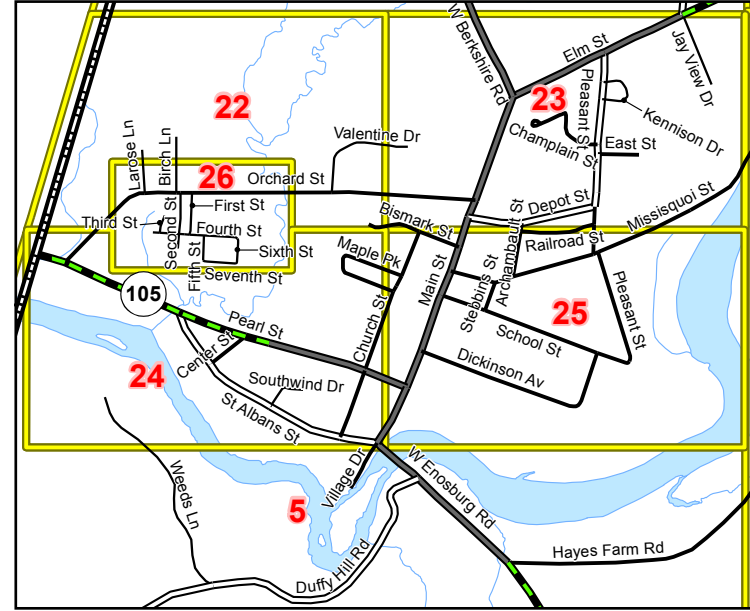 W Berkshire Rd
Elm St
Jay View Dr
22
23
Pleasant St
Kennison Dr
Champlain St
East St
Larose Ln
Birch Ln
Valentine Dr
26
Orchard St
First St
Third St
Second St
Fourth St
Fifth St
Sixth St
Seventh St
Bismark St
Depot St
Missisquoi St
Railroad St
Archambault St
Maple Pk
Main St
Stebbins St
Church St
Pleasant St
25
School St
Dickinson Av
105
Pearl St
Center St
24
Southwind Dr
St Albans St
Village Dr
W Enosburg Rd
Weeds Ln
5
Duffy Hill Rd
Hayes Farm Rd